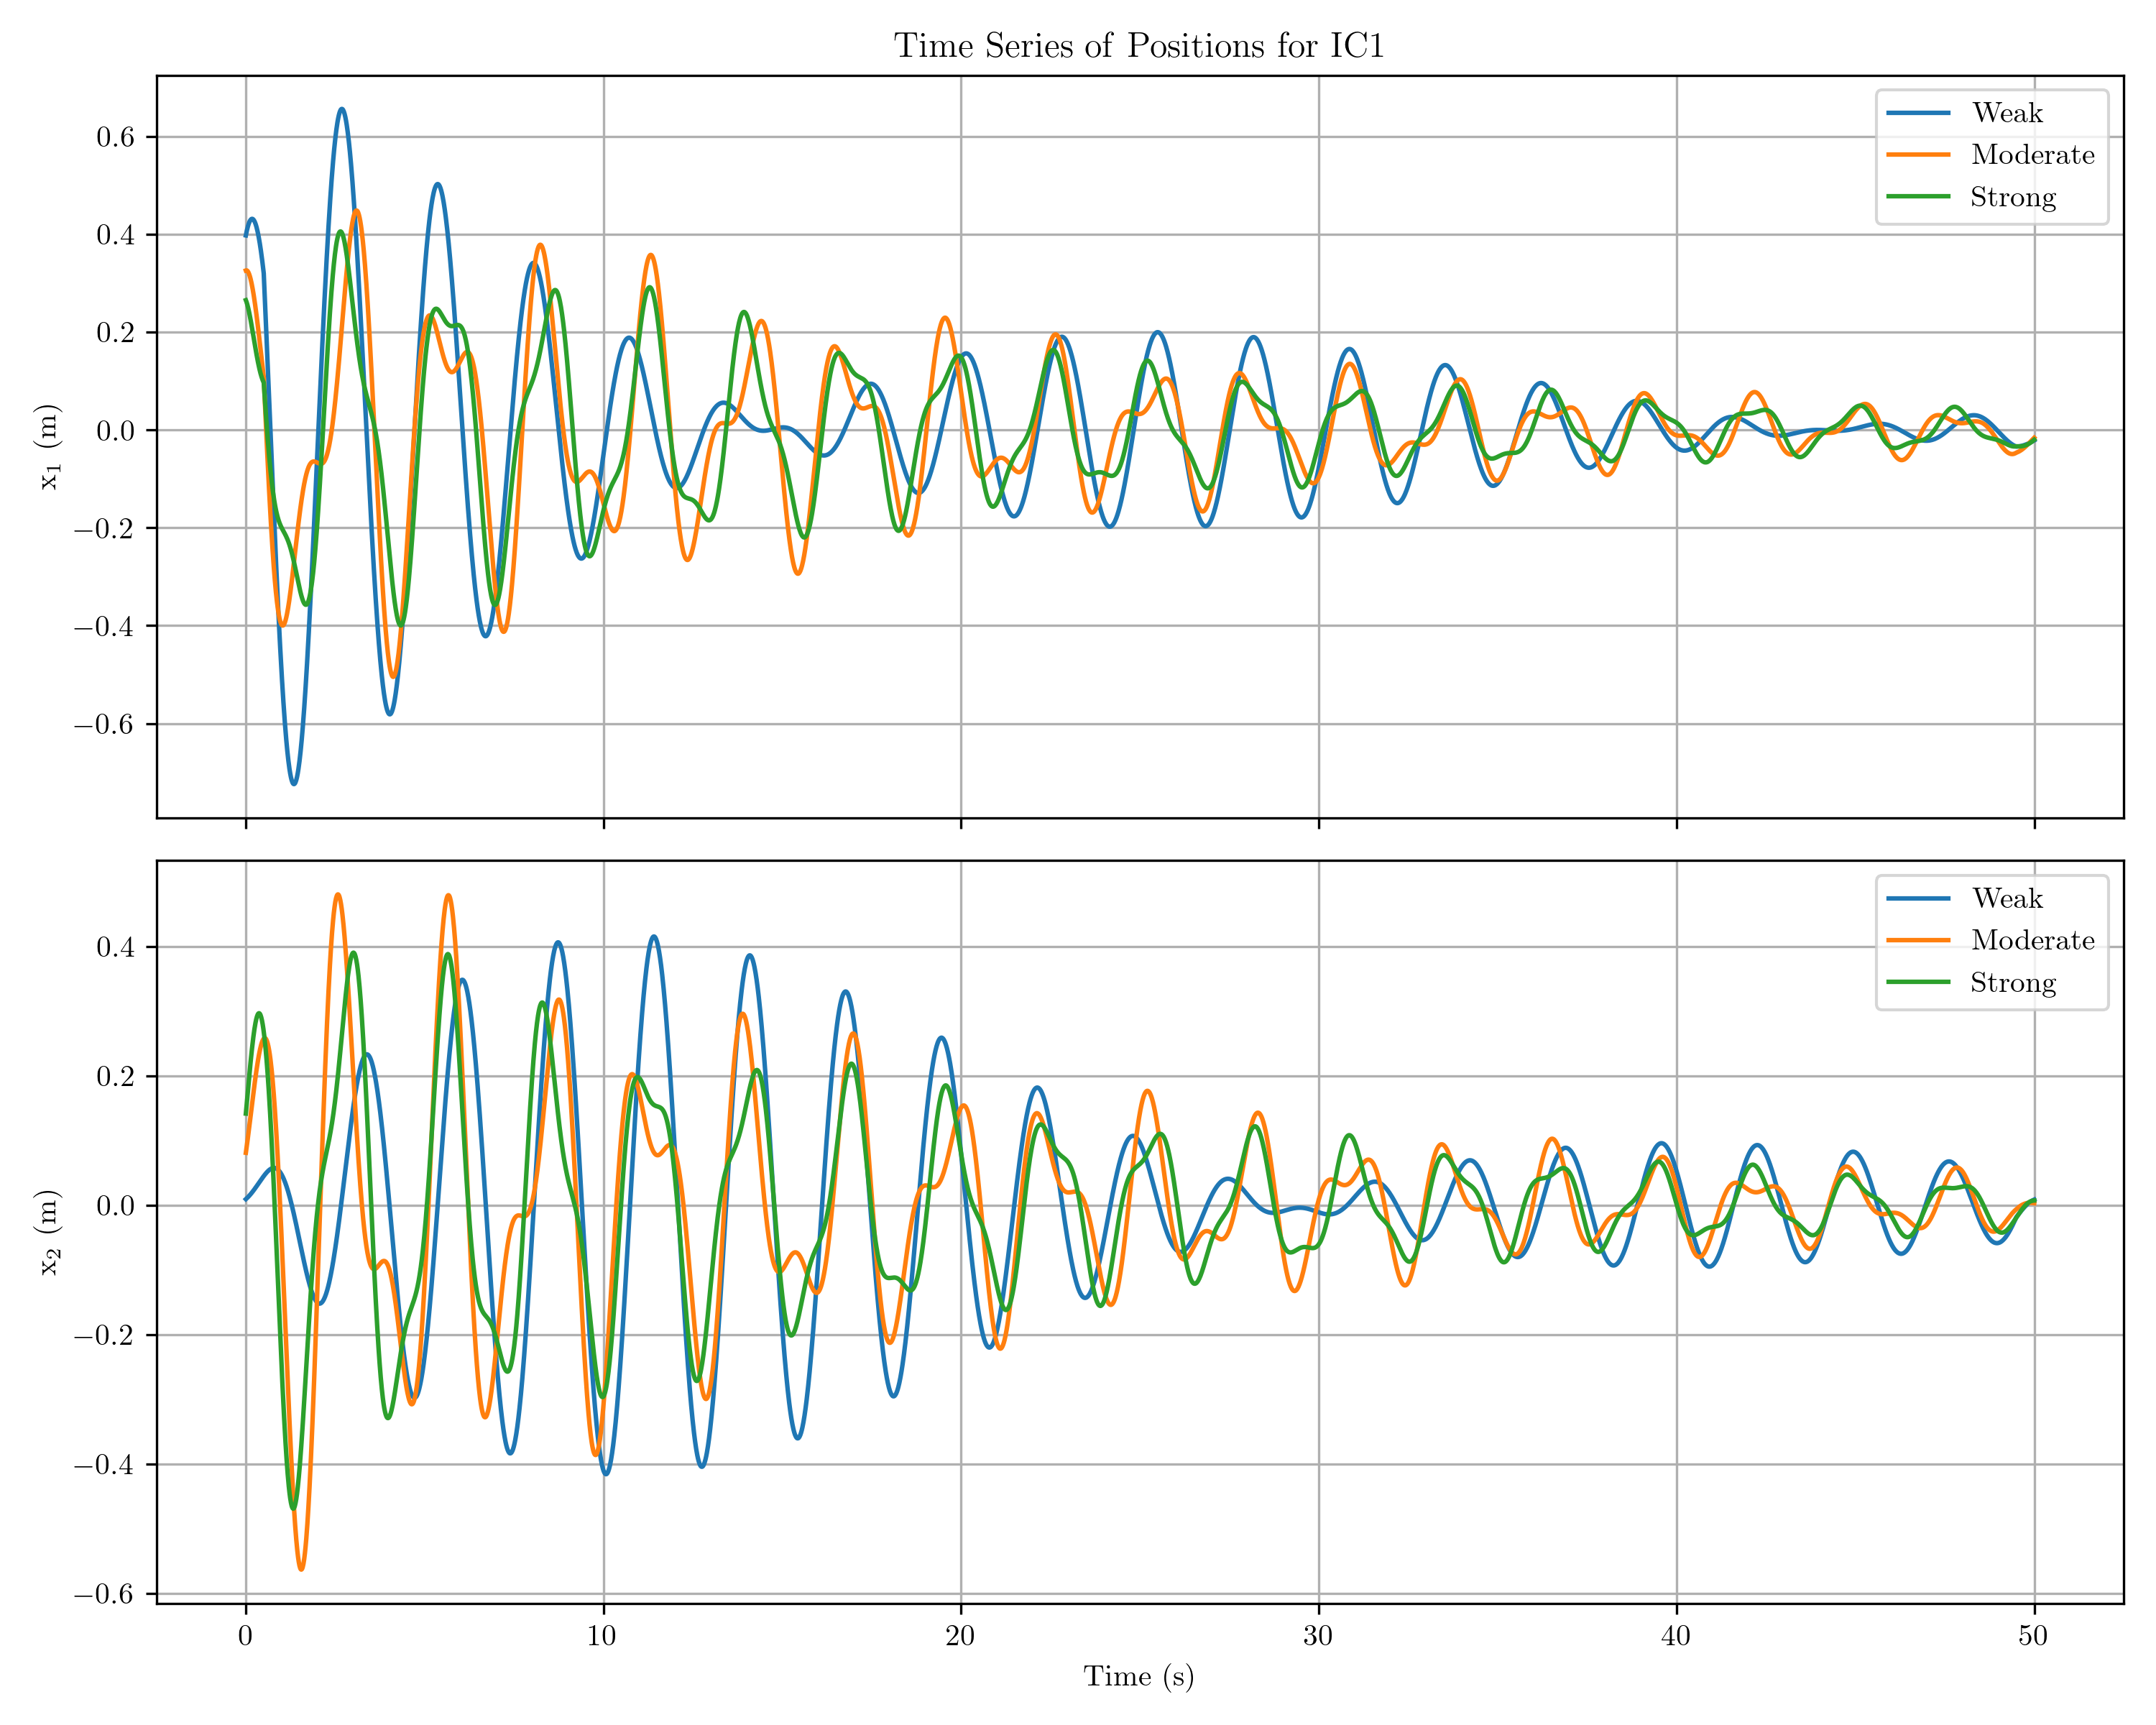 Time Series of Positions for IC1
x₁ (m)
0.6
0.4
0.2
0.0
−0.2
−0.4
−0.6
Weak
Moderate
Strong
x₂ (m)
0.4
0.2
0.0
−0.2
−0.4
−0.6
Weak
Moderate
Strong
0 10 20 30 40 50
Time (s)